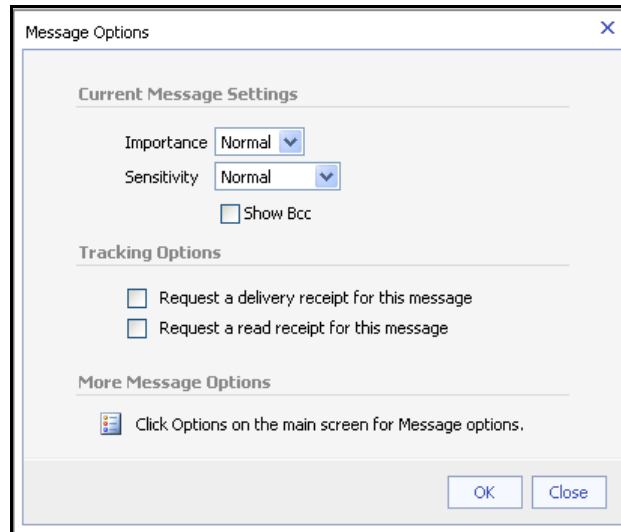 Message Options
Current Message Settings
Importance Normal
Sensitivity Normal
Show Bcc
Tracking Options
Request a delivery receipt for this message
Request a read receipt for this message
More Message Options
Click Options on the main screen for Message options.
OK Close